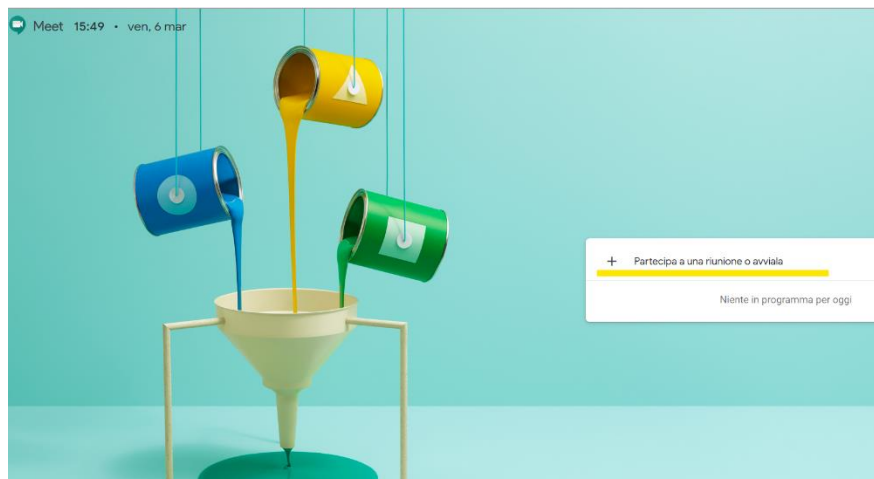 Meet 15:49 • ven, 6 mar
Partecipa a una riunione o avviala
Niente in programma per oggi